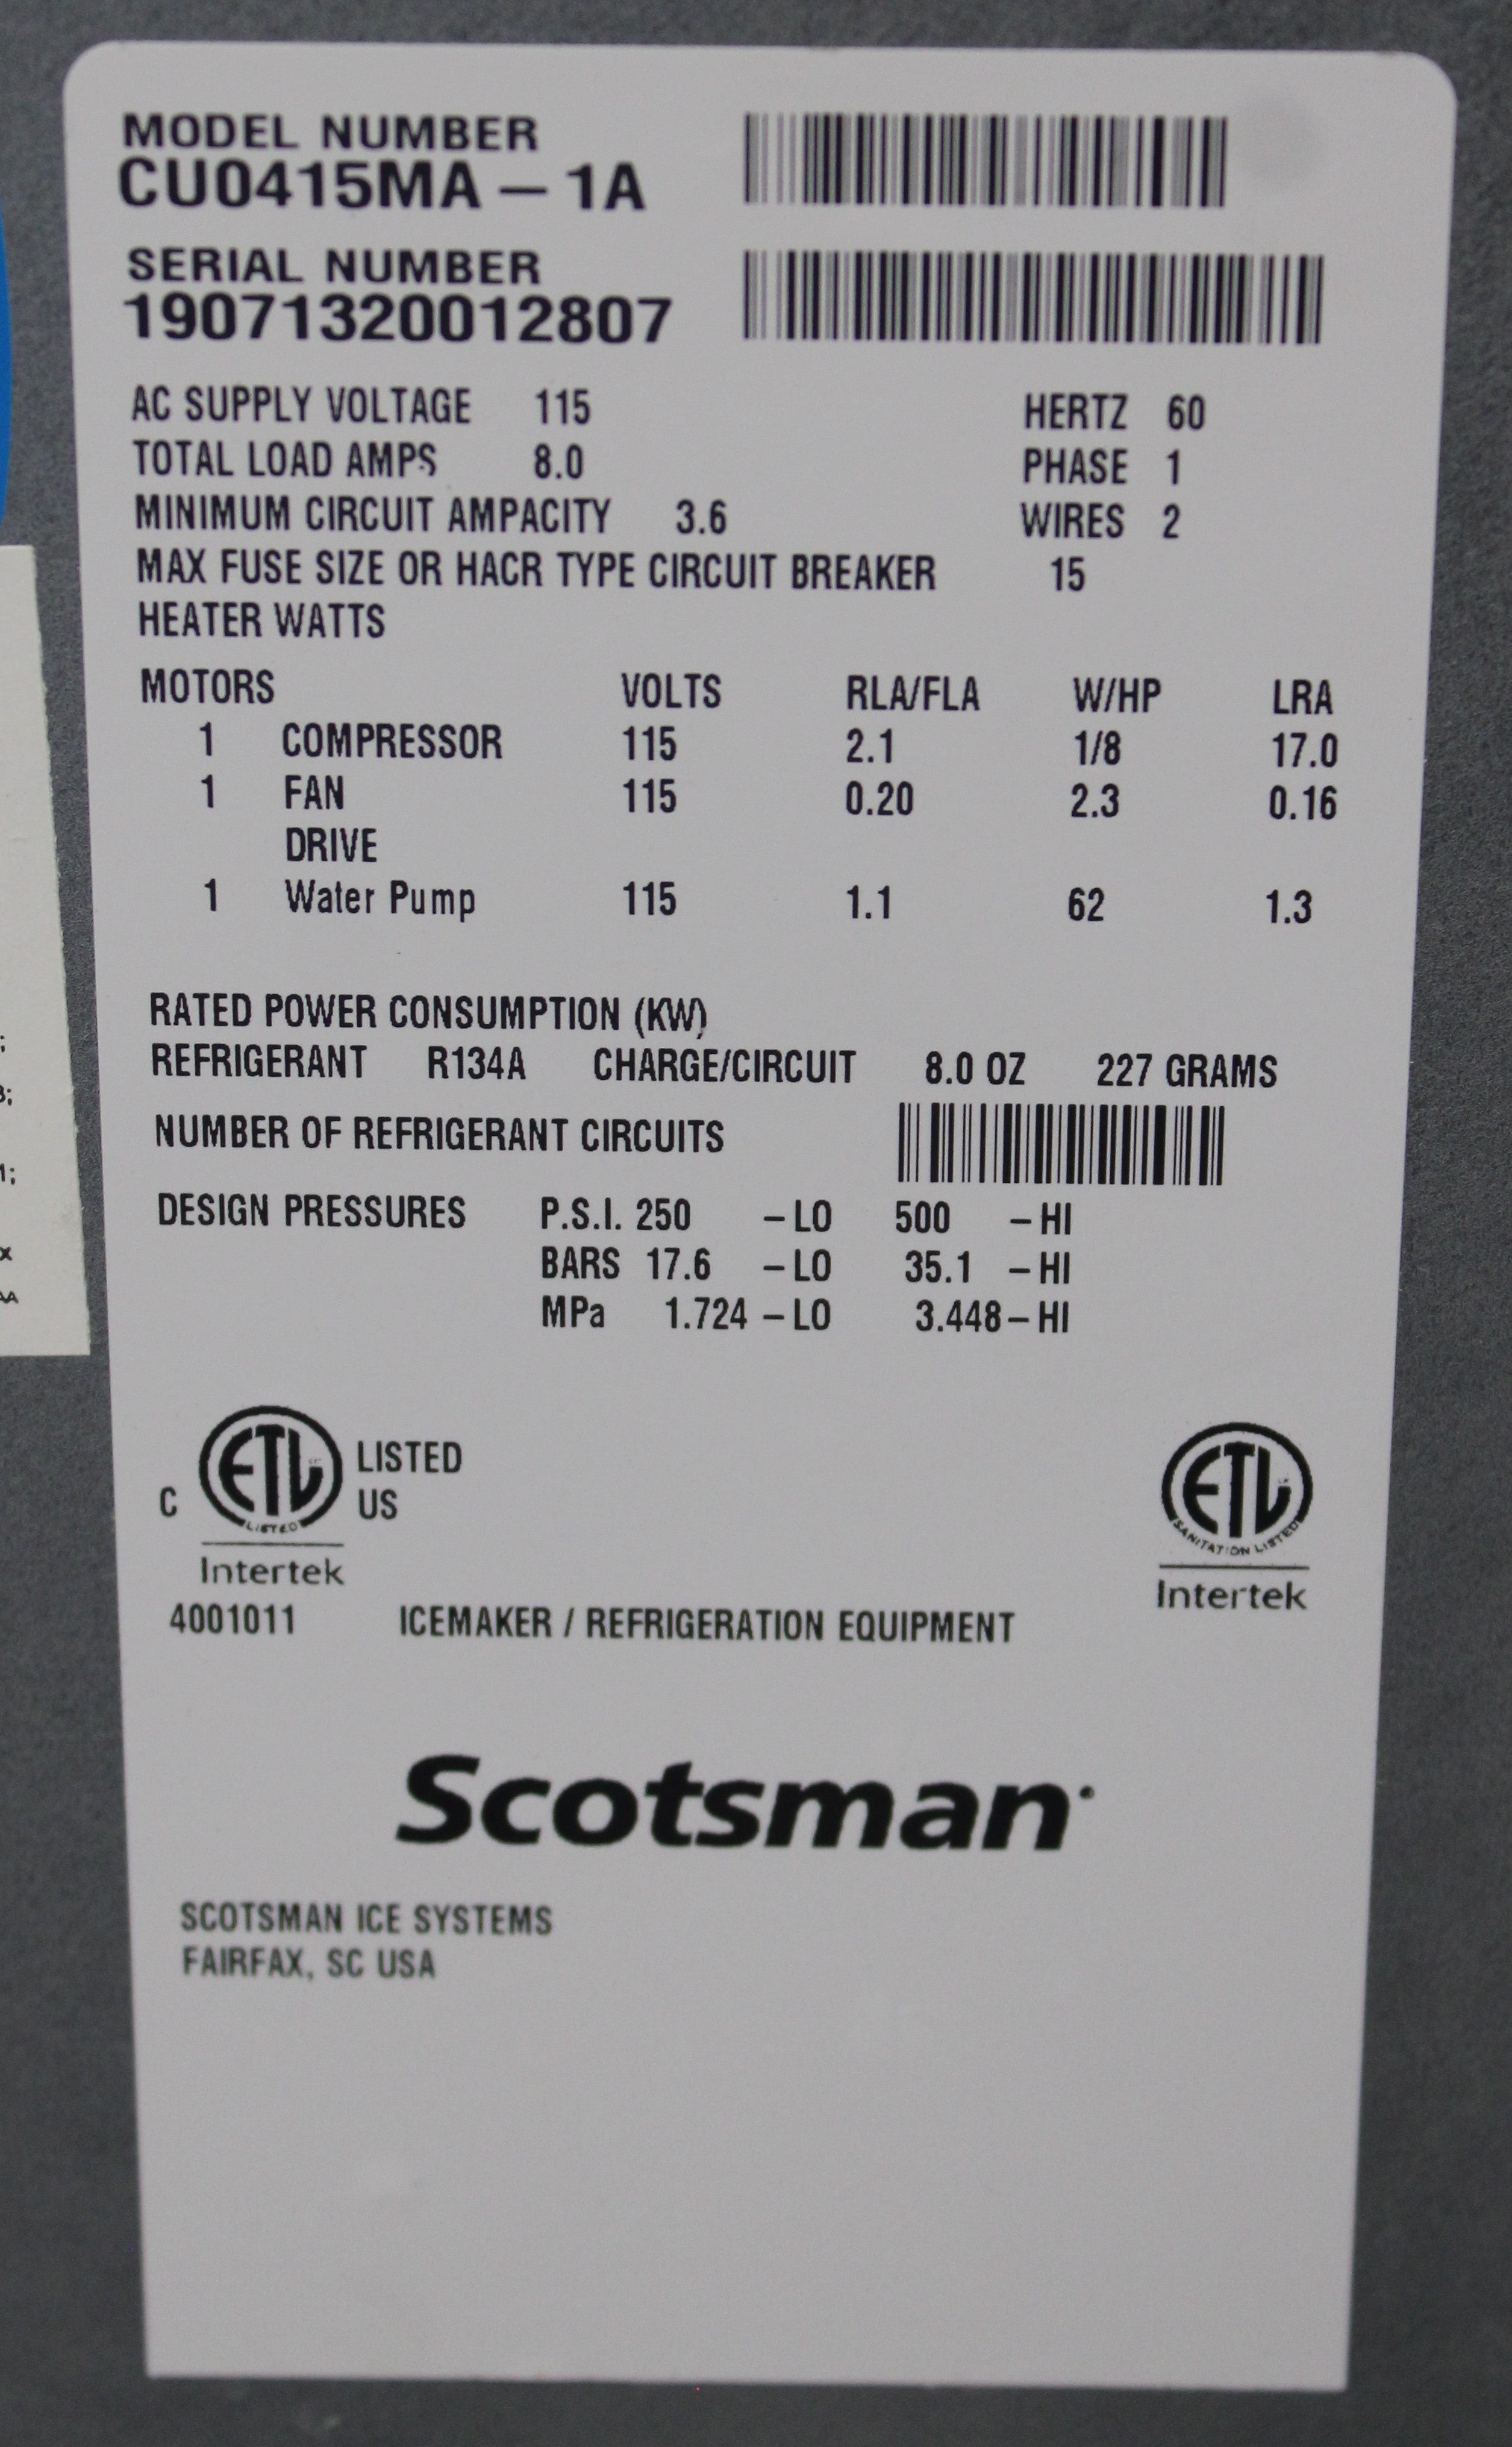 MODEL NUMBER
CU0415MA – 1A
SERIAL NUMBER
19071320012807
AC SUPPLY VOLTAGE 115 HERTZ 60
TOTAL LOAD AMPS 8.0 PHASE 1
MINIMUM CIRCUIT AMPACITY 3.6 WIRES 2
MAX FUSE SIZE OR HACR TYPE CIRCUIT BREAKER 15
HEATER WATTS
MOTORS VOLTS RLA/FLA W/HP LRA
1 COMPRESSOR 115 2.1 1/8 17.0
1 FAN 115 0.20 2.3 0.16
DRIVE
1 Water Pump 115 1.1 62 1.3
RATED POWER CONSUMPTION (KW)
REFRIGERANT R134A CHARGE/CIRCUIT 8.0 OZ 227 GRAMS
NUMBER OF REFRIGERANT CIRCUITS
DESIGN PRESSURES P.S.I. 250 – LO 500 – HI
BARS 17.6 – LO 35.1 – HI
MPa 1.724 – LO 3.448 – HI
C ETL LISTED LISTED
US
Intertek
ETL SANITATION LISTED
Intertek
4001011 ICEMAKER / REFRIGERATION EQUIPMENT
Scotsman
SCOTSMAN ICE SYSTEMS
FAIRFAX, SC USA